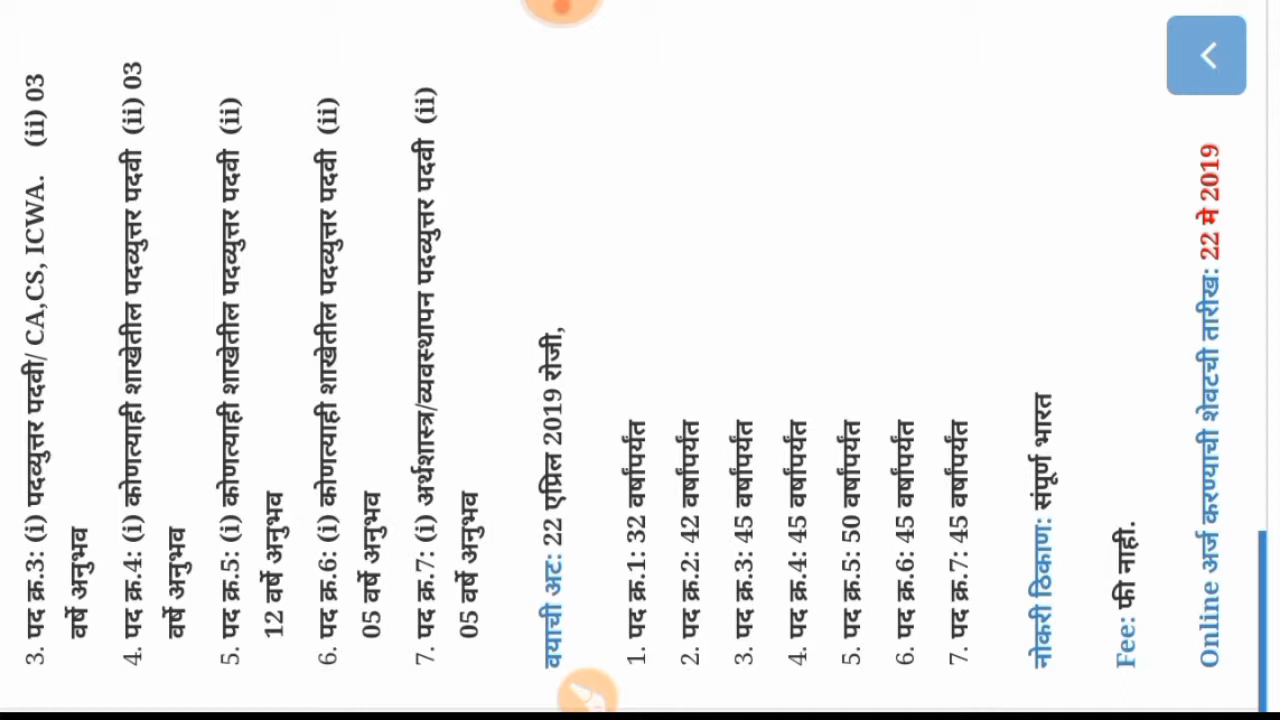 3. पद क्र.3: (i) पदव्युत्तर पदवी/ CA,CS, ICWA. (ii) 03
वर्षे अनुभव
4. पद क्र.4: (i) कोणत्याही शाखेतील पदव्युत्तर पदवी (ii) 03
वर्षे अनुभव
5. पद क्र.5: (i) कोणत्याही शाखेतील पदव्युत्तर पदवी (ii)
12 वर्षे अनुभव
6. पद क्र.6: (i) कोणत्याही शाखेतील पदव्युत्तर पदवी (ii)
05 वर्षे अनुभव
7. पद क्र.7: (i) अर्थशास्त्र/व्यवस्थापन पदव्युत्तर पदवी (ii)
05 वर्षे अनुभव
वयाची अट: 22 एप्रिल 2019 रोजी,
1. पद क्र.1: 32 वर्षांपर्यंत
2. पद क्र.2: 42 वर्षांपर्यंत
3. पद क्र.3: 45 वर्षांपर्यंत
4. पद क्र.4: 45 वर्षांपर्यंत
5. पद क्र.5: 50 वर्षांपर्यंत
6. पद क्र.6: 45 वर्षांपर्यंत
7. पद क्र.7: 45 वर्षांपर्यंत
नोकरी ठिकाण: संपूर्ण भारत
Fee: फी नाही.
Online अर्ज करण्याची शेवटची तारीख: 22 मे 2019